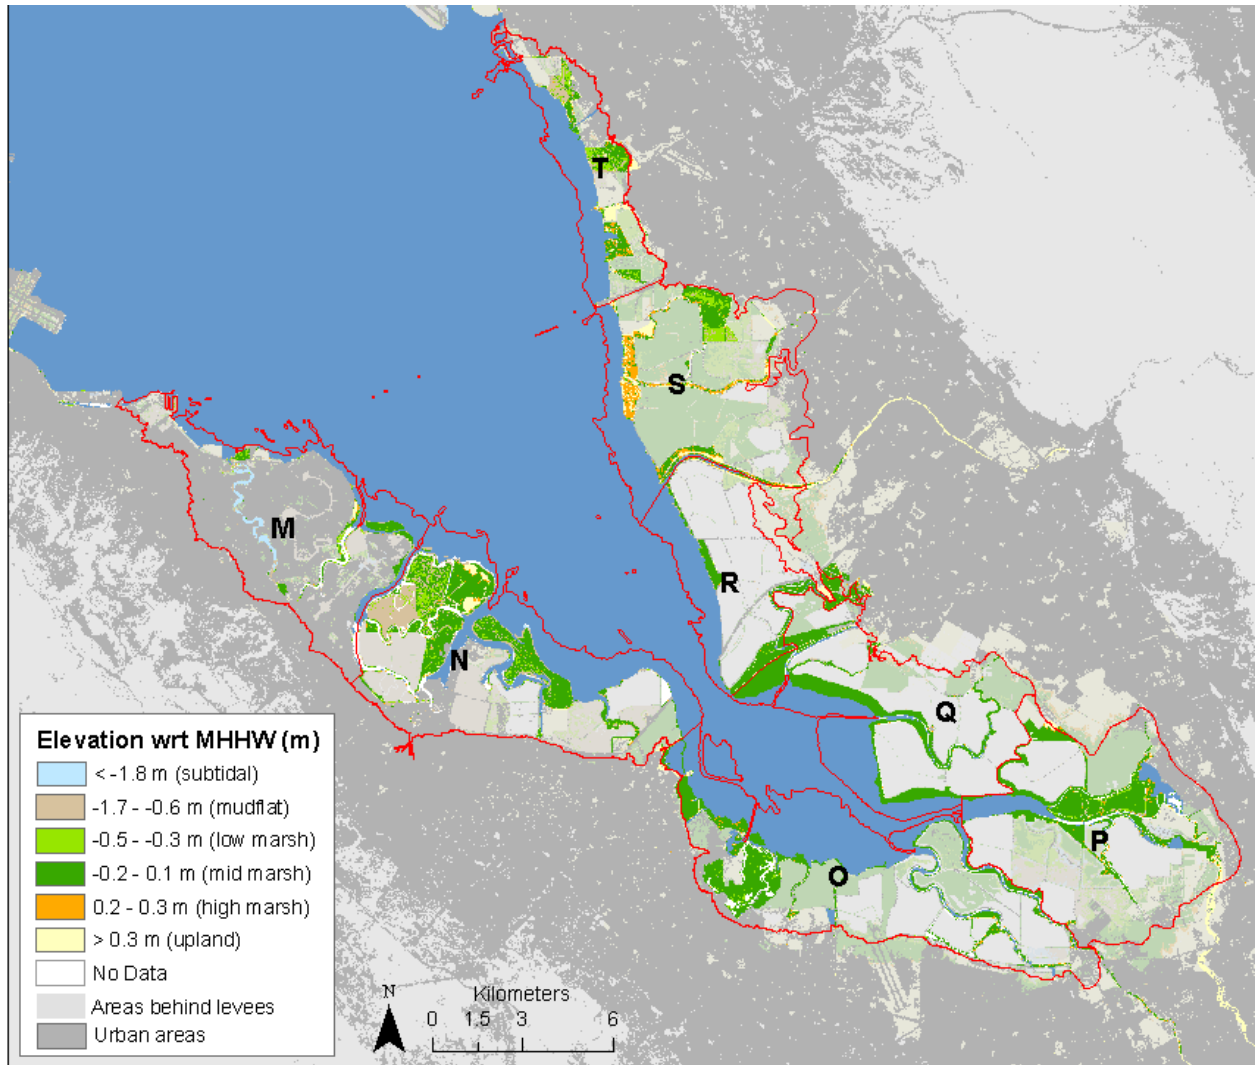 T
S
M
R
N
Q
P
O
Elevation wrt MHHW (m)
< -1.8 m (subtidal)
-1.7 - -0.6 m (mudflat)
-0.5 - -0.3 m (low marsh)
-0.2 - 0.1 m (mid marsh)
0.2 - 0.3 m (high marsh)
> 0.3 m (upland)
No Data
Areas behind levees
Urban areas
N
Kilometers
0 1.5 3 6